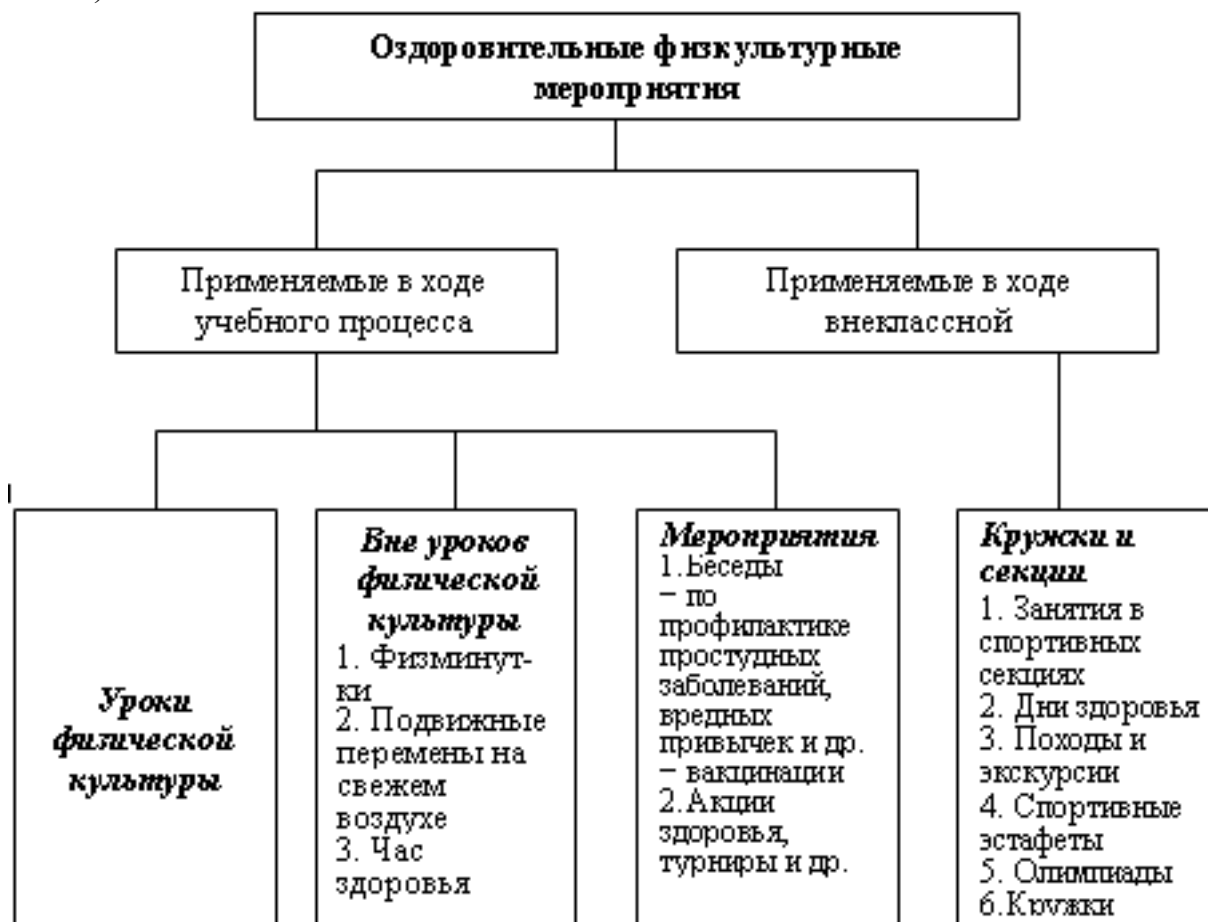 Оздоровительные физкультурные
мероприятия
Применяемые в ходе
учебного процесса
Применяемые в ходе
внеклассной
Уроки
физической
культуры
Вне уроков
физической
культуры
1. Физминут-
ки
2. Подвижные
перемены на
свежем
воздухе
3. Час
здоровья
Мероприятия
1.Беседы
– по
профилактике
простудных
заболеваний,
вредных
привычек и др.
– вакцинации
2.Акции
здоровья,
турниры и др.
Кружки и
секции
1. Занятия в
спортивных
секциях
2. Дни здоровья
3. Походы и
экскурсии
4. Спортивные
эстафеты
5. Олимпиады
6.Кружки